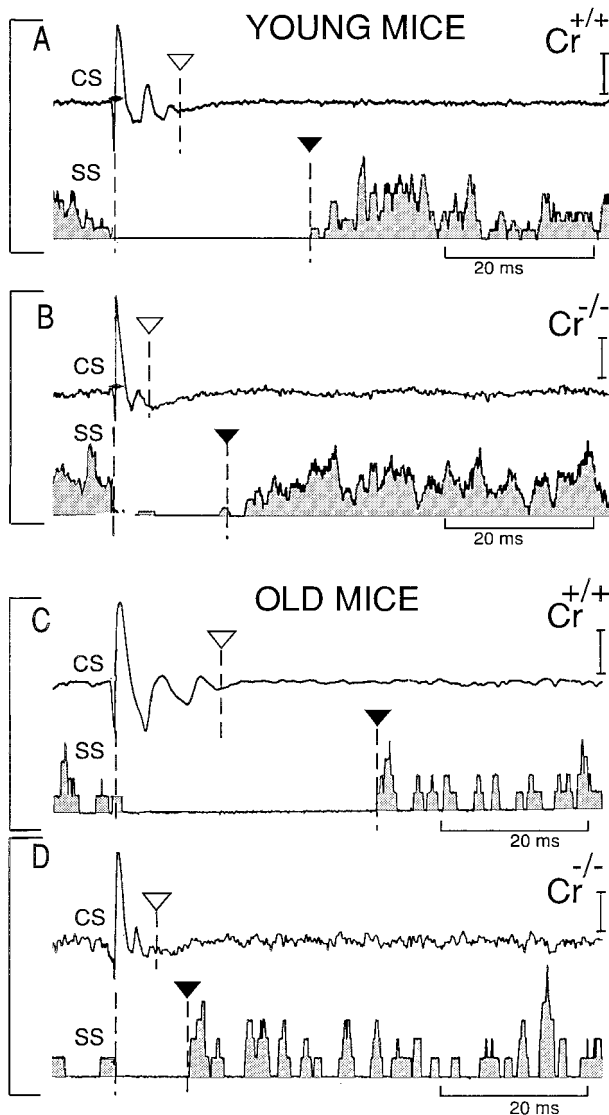 A YOUNG MICE Cr+/+
CS
SS
20 ms
B Cr-/-
CS
SS
20 ms
OLD MICE
C Cr+/+
CS
SS
20 ms
D Cr-/-
CS
SS
20 ms